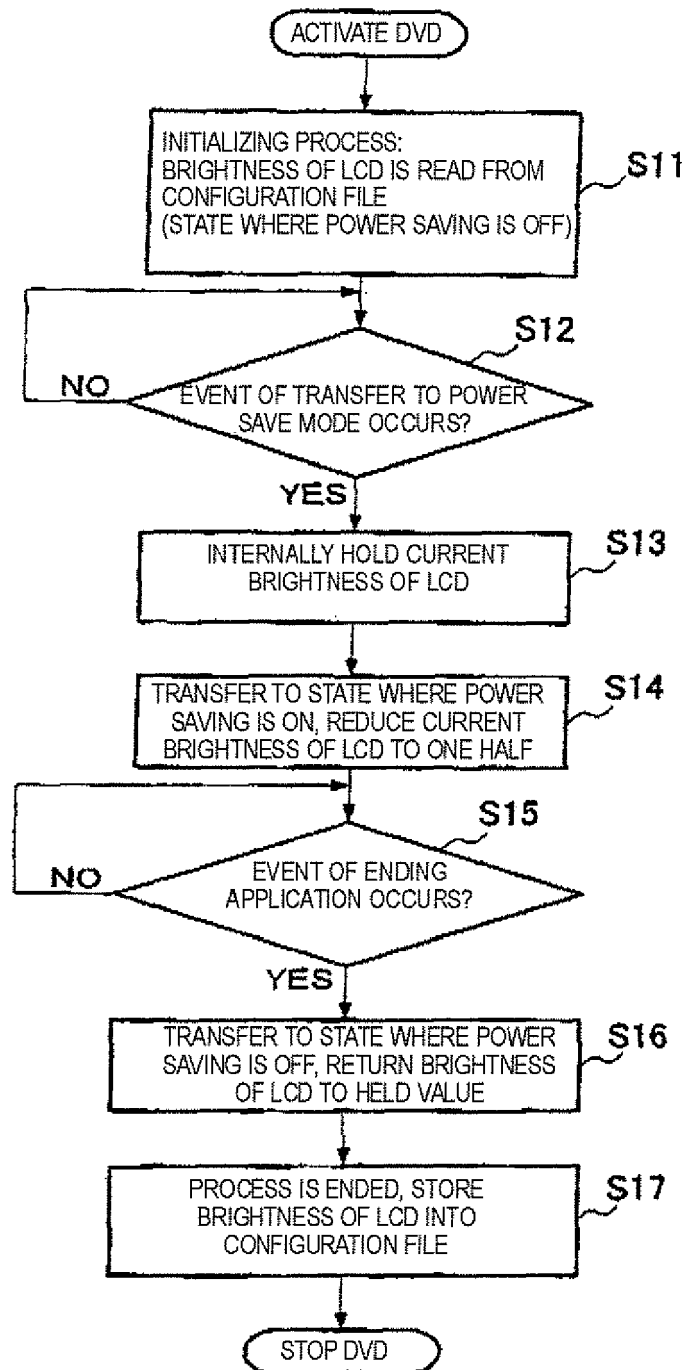 ACTIVATE DVD
INITIALIZING PROCESS:
BRIGHTNESS OF LCD IS READ FROM
CONFIGURATION FILE
(STATE WHERE POWER SAVING IS OFF)
S11
S12
EVENT OF TRANSFER TO POWER
SAVE MODE OCCURS?
NO
YES
INTERNALLY HOLD CURRENT
BRIGHTNESS OF LCD
S13
TRANSFER TO STATE WHERE POWER
SAVING IS ON, REDUCE CURRENT
BRIGHTNESS OF LCD TO ONE HALF
S14
S15
EVENT OF ENDING
APPLICATION OCCURS?
NO
YES
TRANSFER TO STATE WHERE POWER
SAVING IS OFF, RETURN BRIGHTNESS
OF LCD TO HELD VALUE
S16
PROCESS IS ENDED, STORE
BRIGHTNESS OF LCD INTO
CONFIGURATION FILE
S17
STOP DVD